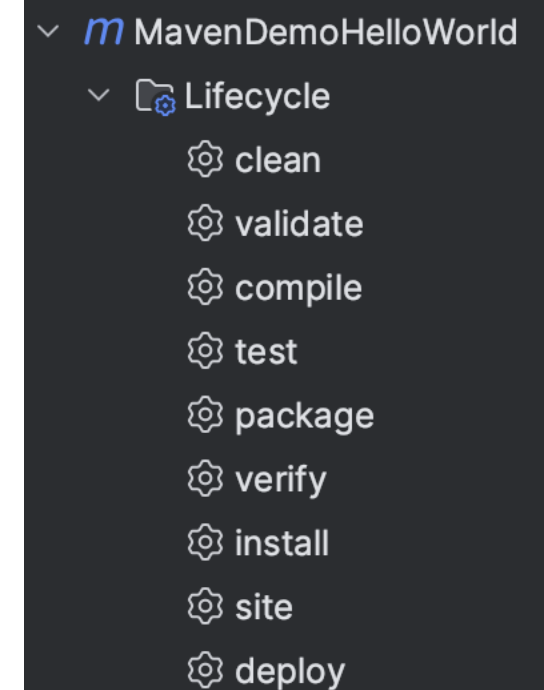 m MavenDemoHelloWorld
Lifecycle
clean
validate
compile
test
package
verify
install
site
deploy